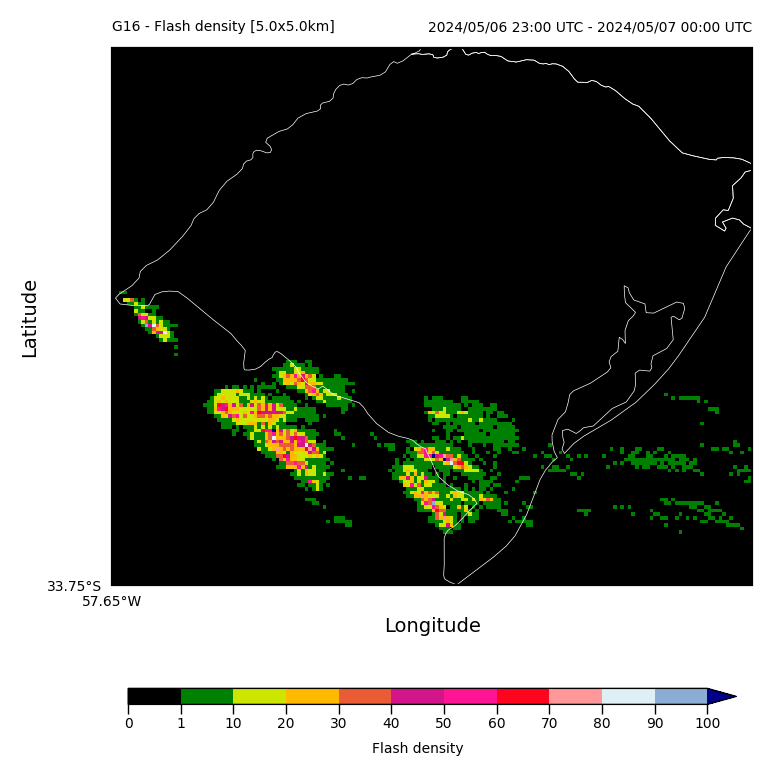 G16 - Flash density [5.0x5.0km]
2024/05/06 23:00 UTC - 2024/05/07 00:00 UTC
Latitude
33.75°S
57.65°W
Longitude
0 1 10 20 30 40 50 60 70 80 90 100
Flash density